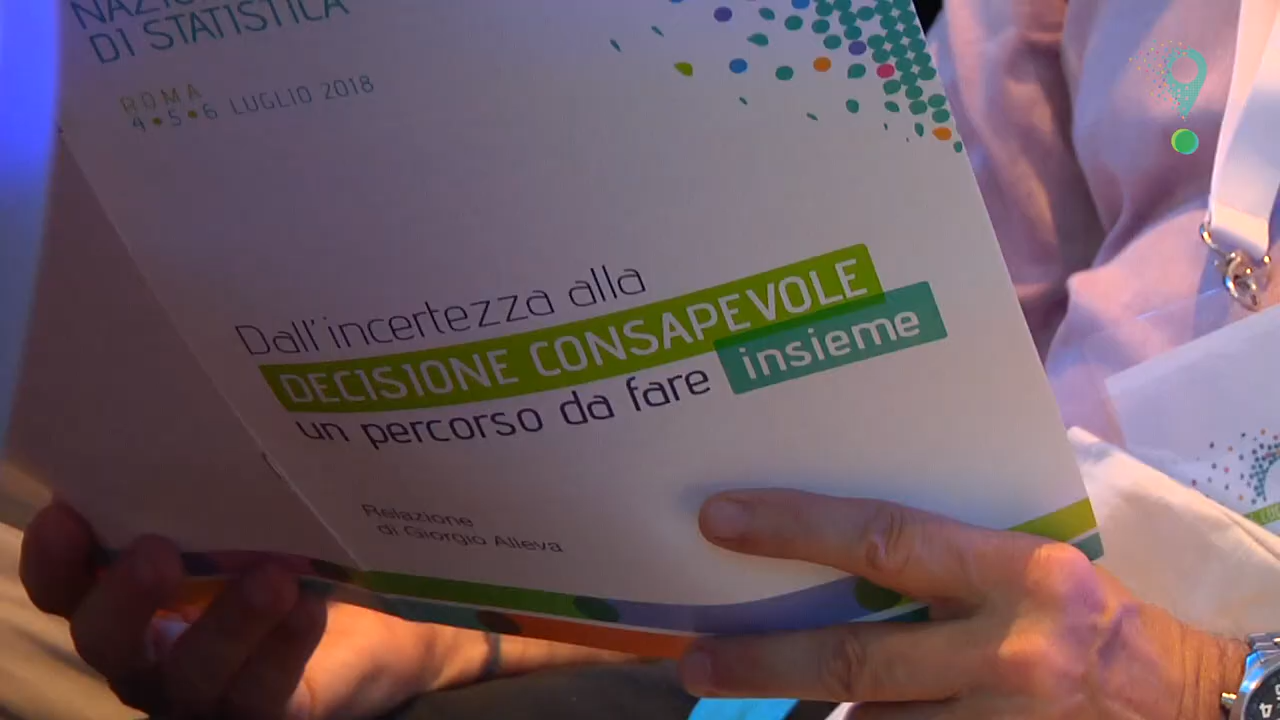 DI STATISTICA
ROMA
4•5•6 LUGLIO 2018
Dall'incertezza alla
DECISIONE CONSAPEVOLE
un percorso da fare insieme
Relazione
di Giorgio Alleva